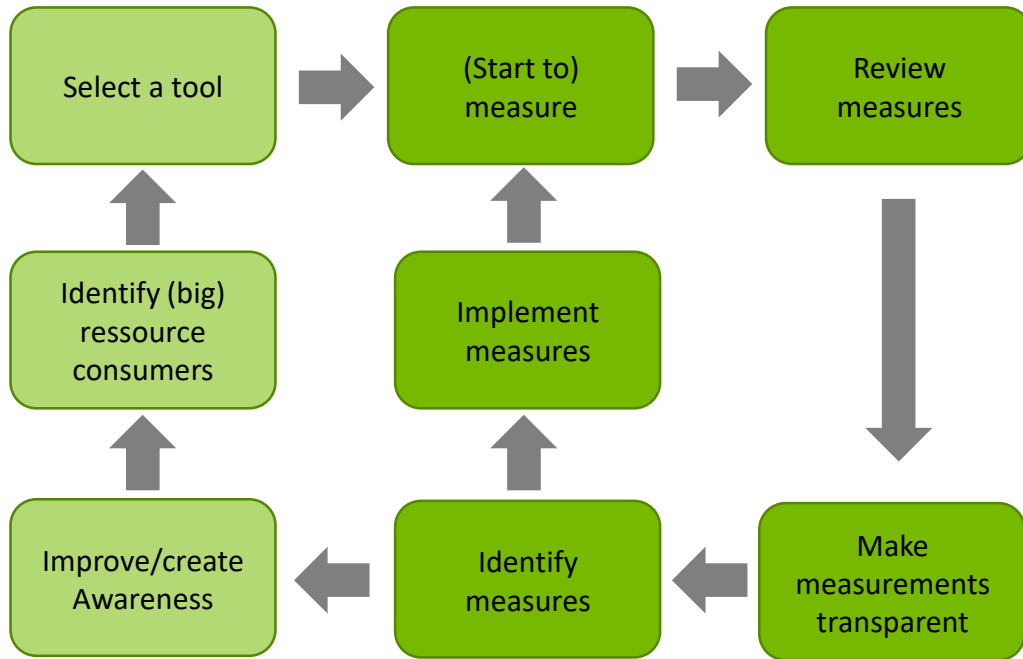 Select a tool
(Start to)
measure
Review
measures
Identify (big)
ressource
consumers
Implement
measures
Improve/create
Awareness
Identify
measures
Make
measurements
transparent